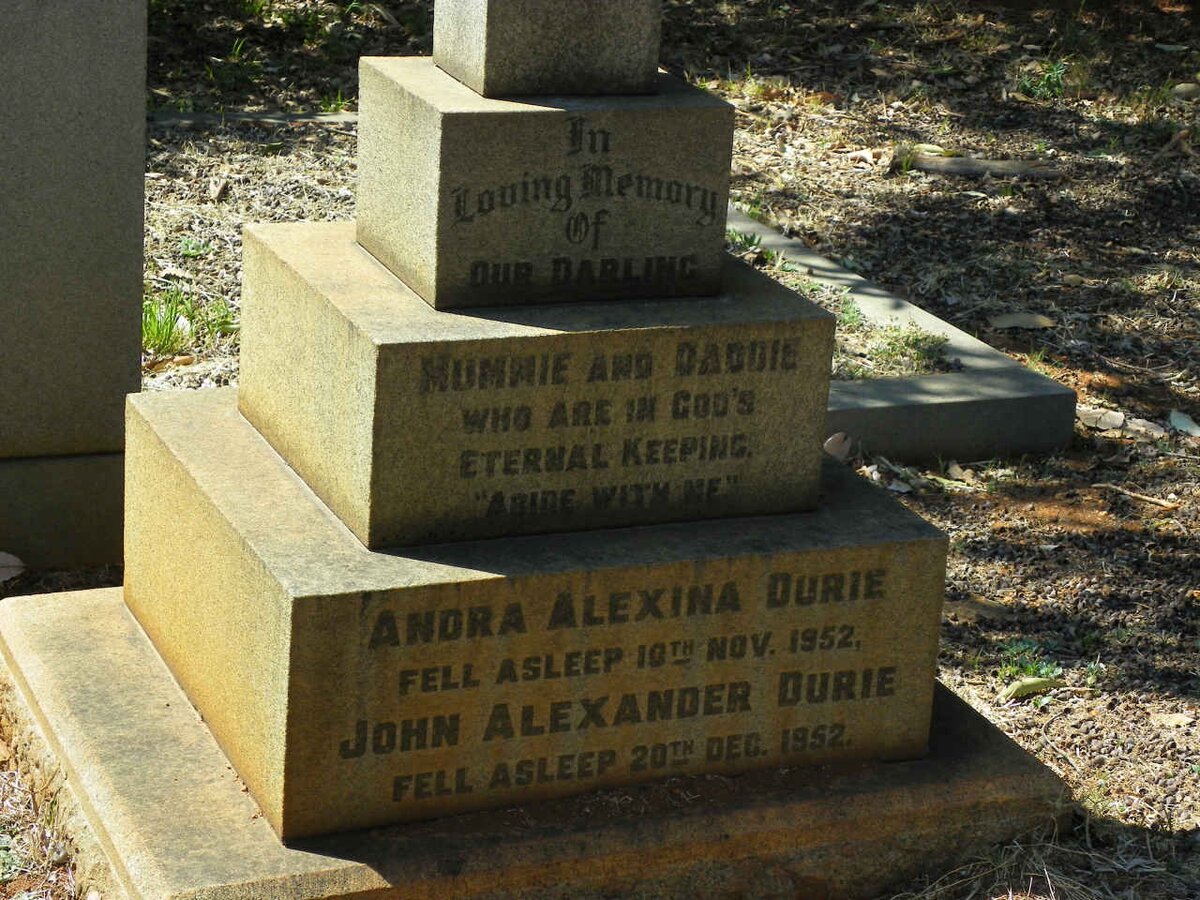 In
Loving Memory
Of
OUR DARLING
MUMMIE AND DADDIE
WHO ARE IN GOD'S
ETERNAL KEEPING.
"ABIDE WITH ME"
ANDRA ALEXINA DURIE
FELL ASLEEP 10TH NOV. 1952,
JOHN ALEXANDER DURIE
FELL ASLEEP 20TH DEC. 1952.